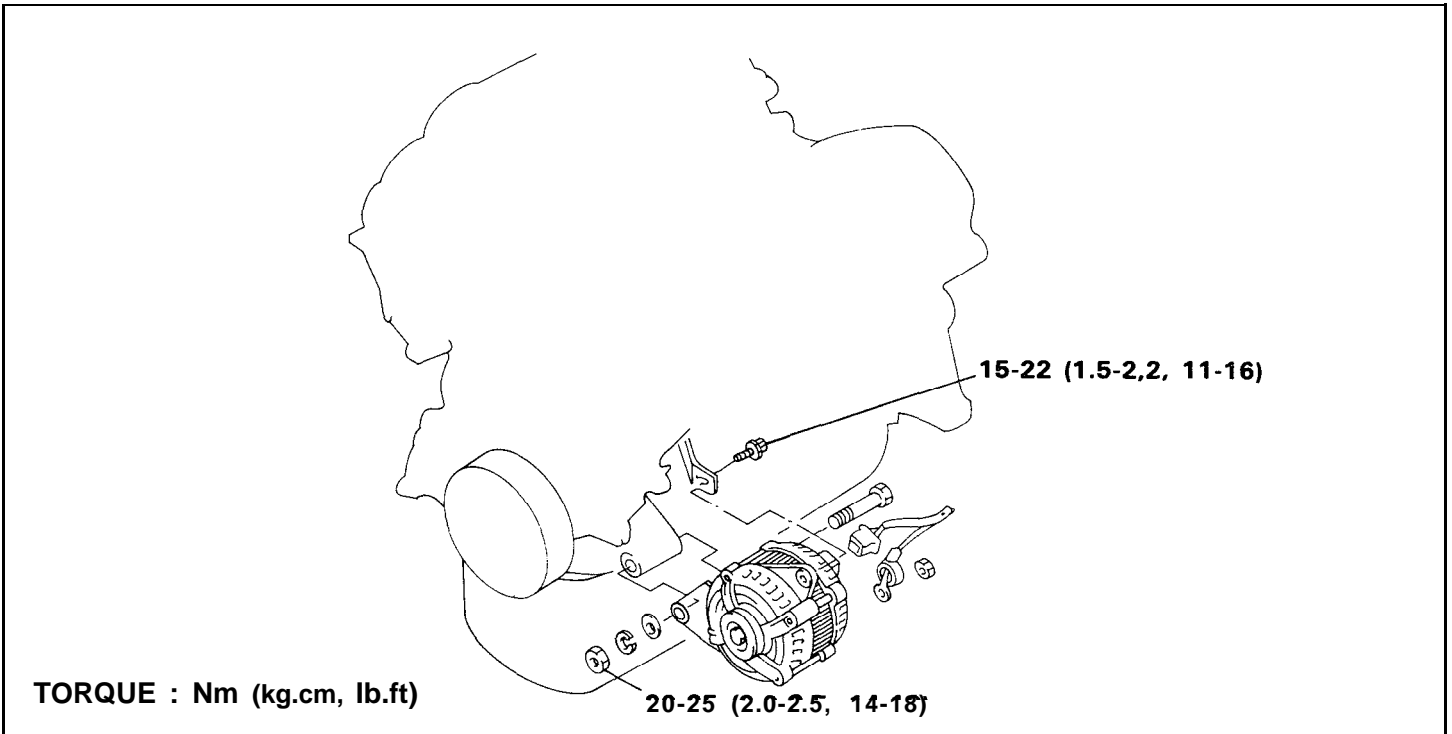 15-22 (1.5-2,2, 11-16)
TORQUE : Nm (kg.cm, lb.ft)
20-25 (2.0-2.5, 14-18)